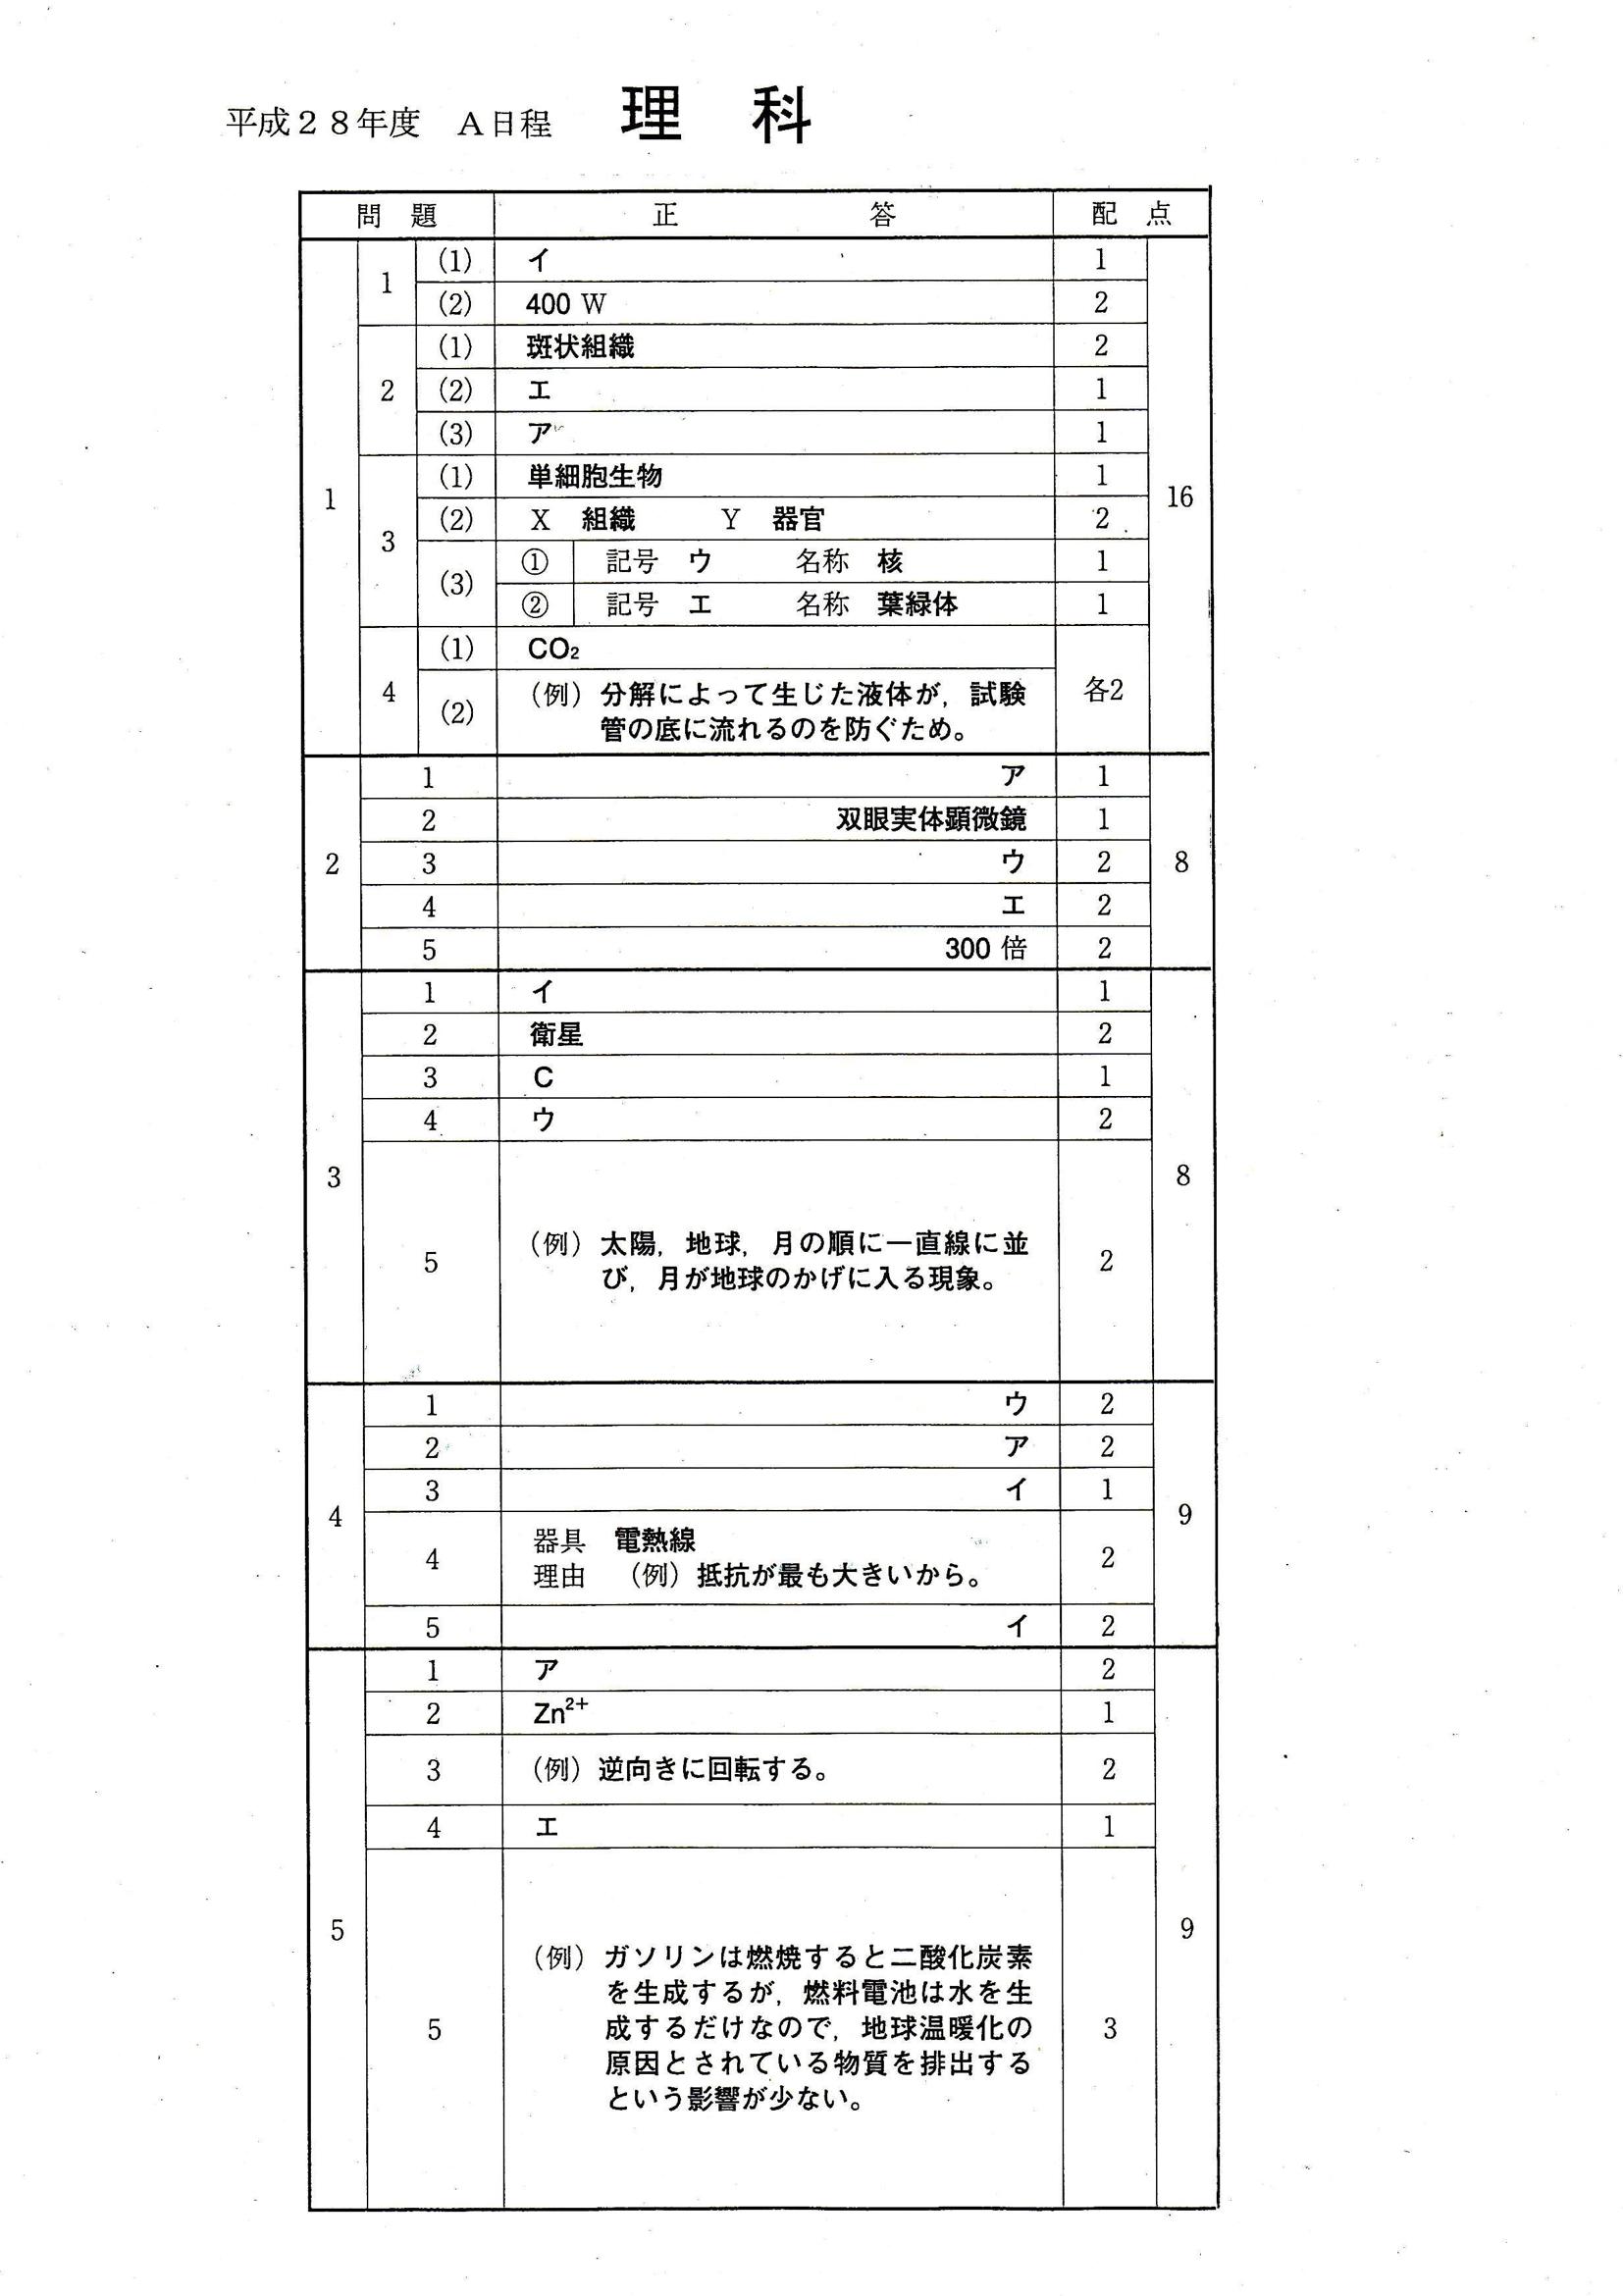 平成28年度 A日程 理科
問題 正答 配点
1 1 (1) イ 1 16
(2) 400 W 2
2 (1) 斑状組織 2
(2) エ 1
(3) ア 1
3 (1) 単細胞生物 1
(2) X 組織 Y 器官 2
(3) ① 記号 ウ 名称 核 1
② 記号 エ 名称 葉緑体 1
4 (1) CO₂ 各2
(2) （例）分解によって生じた液体が，試験
管の底に流れるのを防ぐため。
2 1 ア 1 8
2 双眼実体顕微鏡 1
3 ウ 2
4 エ 2
5 300 倍 2
3 1 イ 1 8
2 衛星 2
3 C 1
4 ウ 2
5 （例）太陽，地球，月の順に一直線に並 2
び，月が地球のかげに入る現象。
4 1 ウ 2 9
2 ア 2
3 イ 1
4 器具 電熱線 2
理由 （例）抵抗が最も大きいから。
5 イ 2
5 1 ア 2 9
2 Zn²⁺ 1
3 （例）逆向きに回転する。 2
4 エ 1
5 （例）ガソリンは燃焼すると二酸化炭素 3
を生成するが，燃料電池は水を生
成するだけなので，地球温暖化の
原因とされている物質を排出する
という影響が少ない。